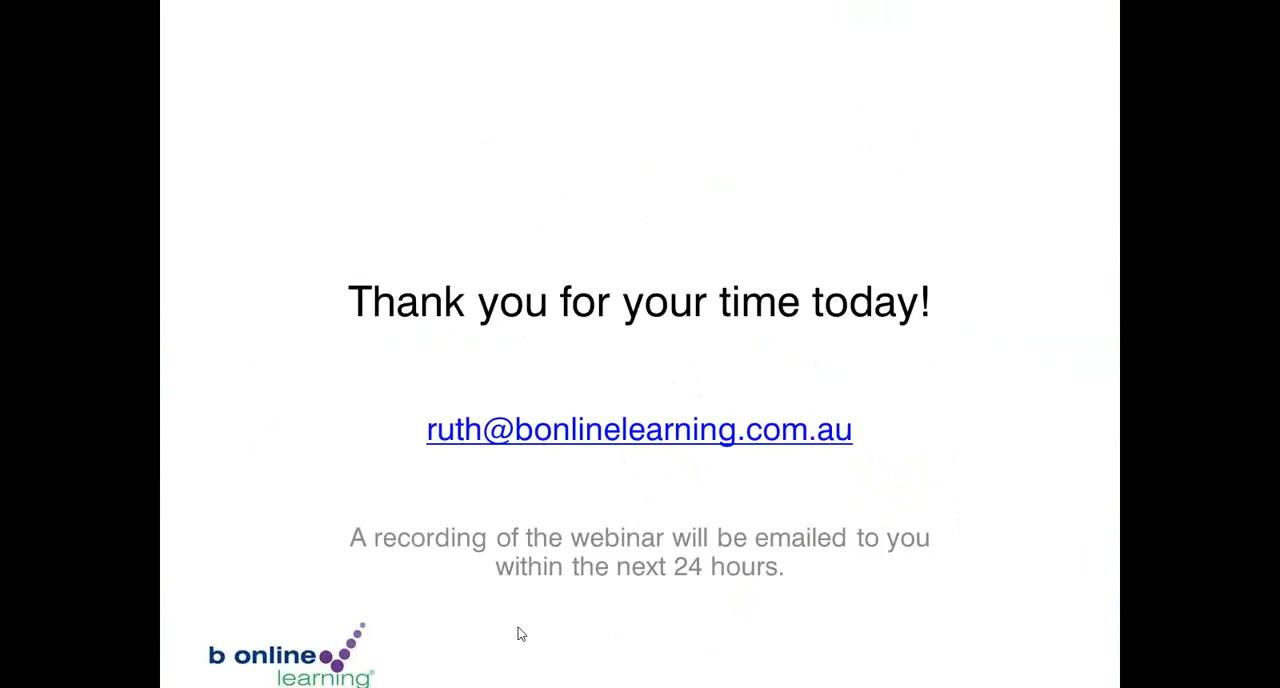 Thank you for your time today!
ruth@bonlinelearning.com.au
A recording of the webinar will be emailed to you
within the next 24 hours.
b online
learning®